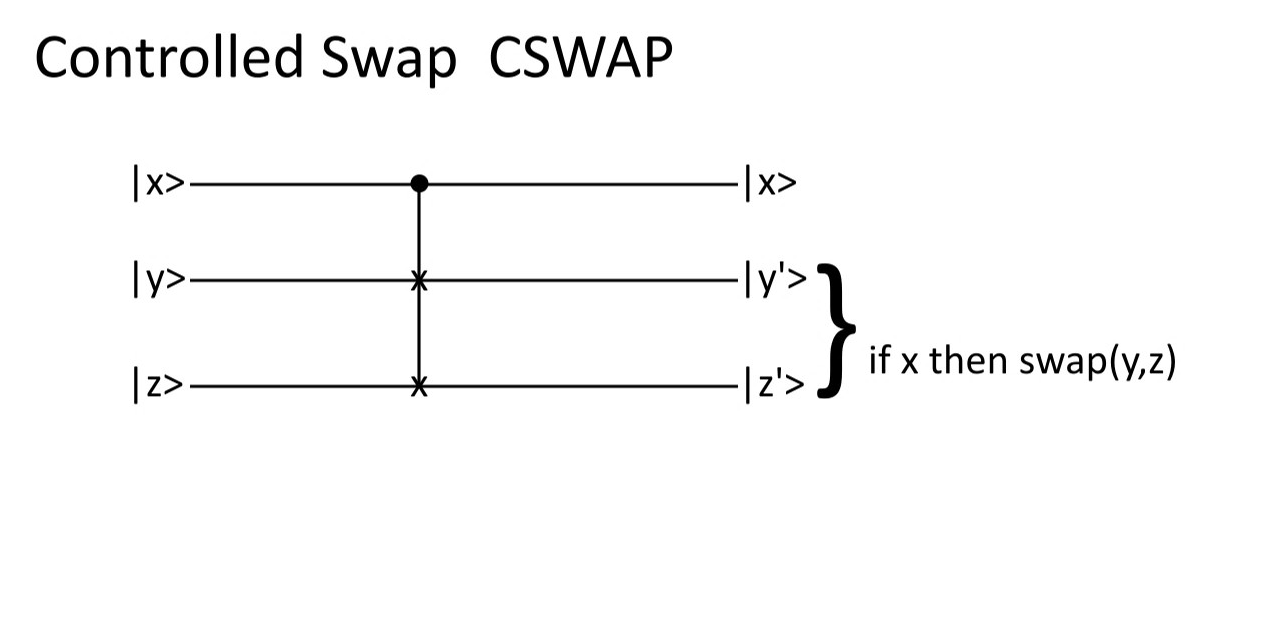 Controlled Swap  CSWAP
|x> |x>
|y> |y'>
if x then swap(y,z)
|z> |z'>